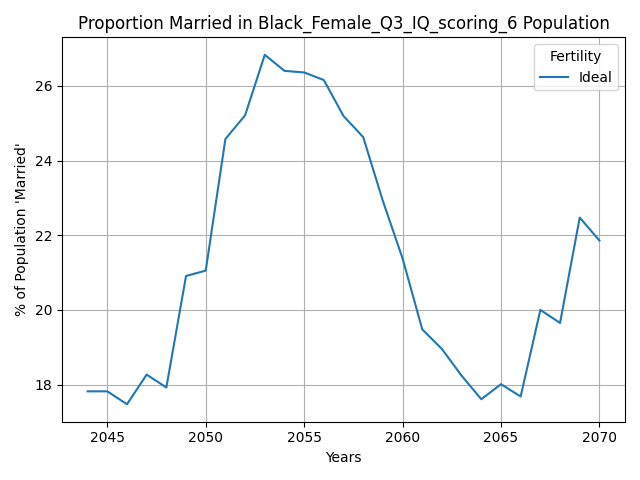 Proportion Married in Black_Female_Q3_IQ_scoring_6 Population
Fertility
Ideal
% of Population 'Married'
26
24
22
20
18
2045 2050 2055 2060 2065 2070
Years